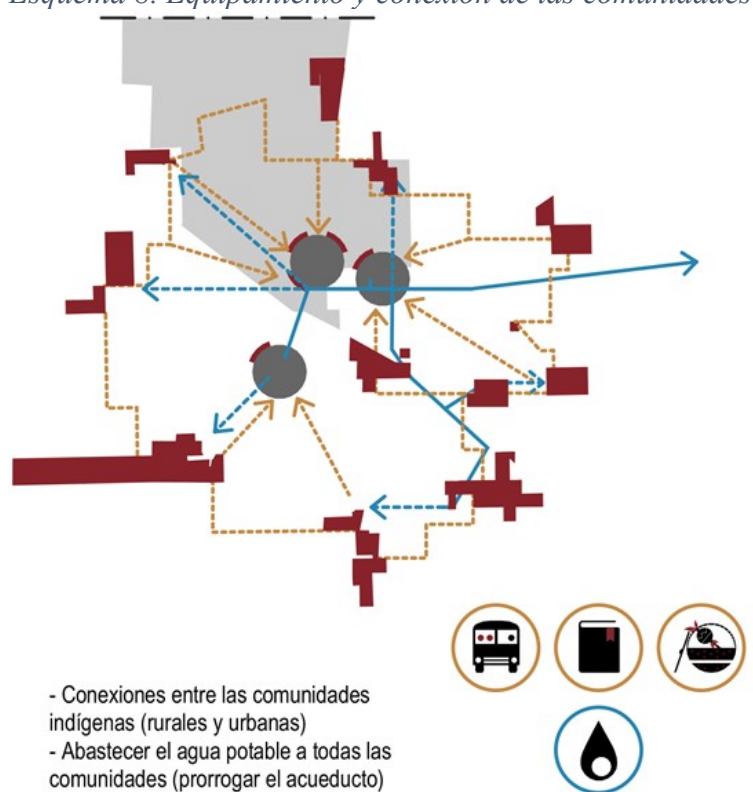 Esquema 8. Equipamiento y conexión de las comunidades
- Conexiones entre las comunidades
indígenas (rurales y urbanas)
- Abastecer el agua potable a todas las
comunidades (prorrogar el acueducto)